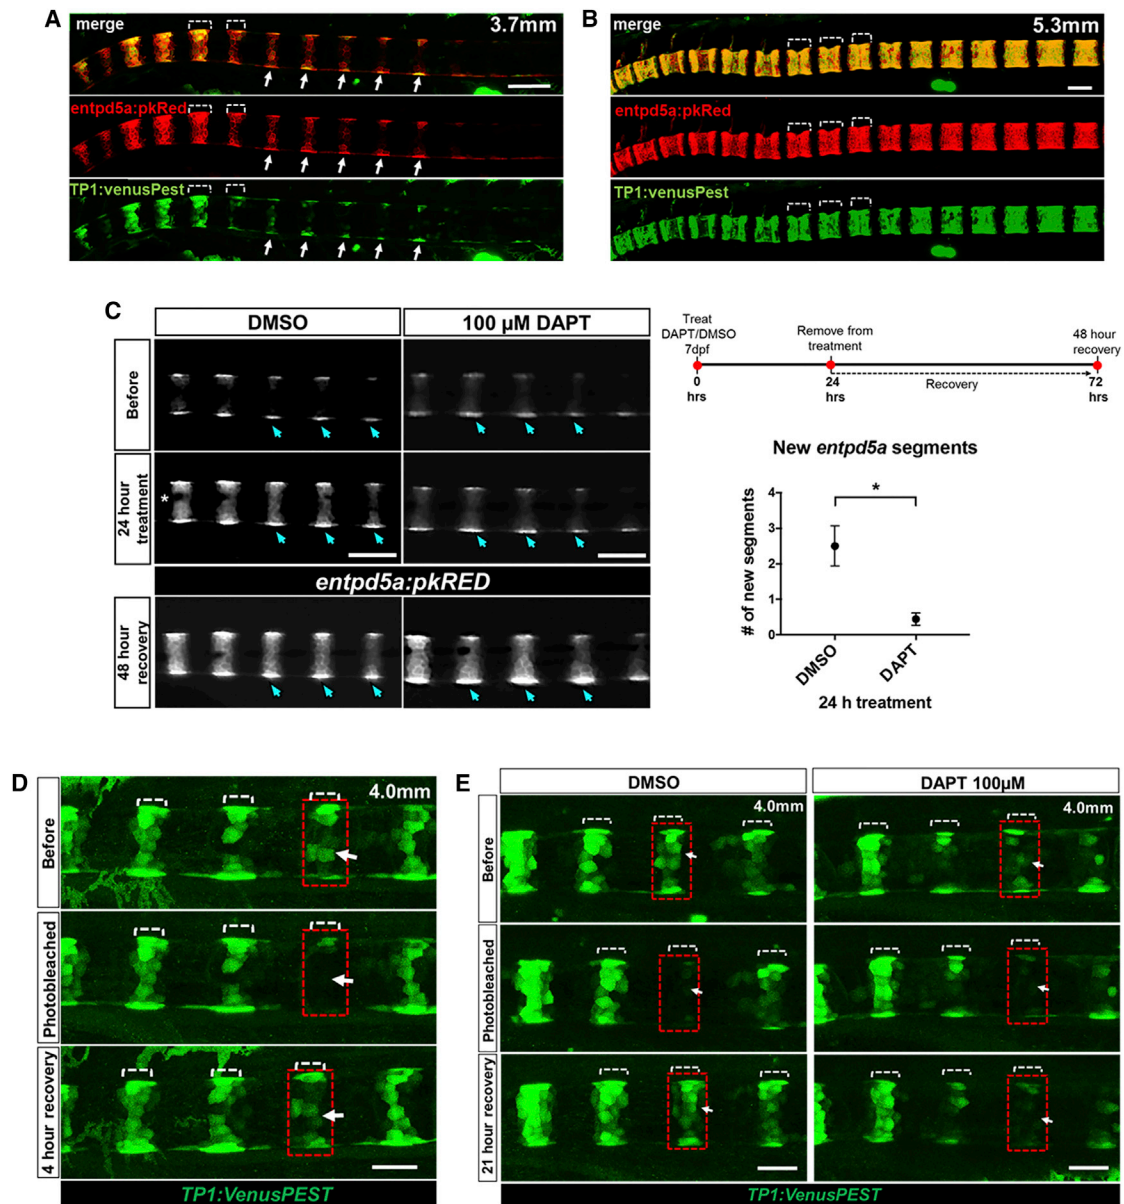 A
merge
3.7mm
entpd5a:pkRed
TP1:venusPest
B
merge
5.3mm
entpd5a:pkRed
TP1:venusPest
C
DMSO
100 µM DAPT
Before
24 hour
treatment
*
entpd5a:pkRED
48 hour
recovery
Treat
DAPT/DMSO
7dpf
Remove from
treatment
48 hour
recovery
0
hrs
24
hrs
Recovery
72
hrs
New entpd5a segments
*
# of new segments
4
3
2
1
0
DMSO
DAPT
24 h treatment
D
4.0mm
Before
Photobleached
4 hour recovery
TP1:VenusPEST
E
DMSO
DAPT 100µM
4.0mm
4.0mm
Before
Photobleached
21 hour recovery
TP1:VenusPEST